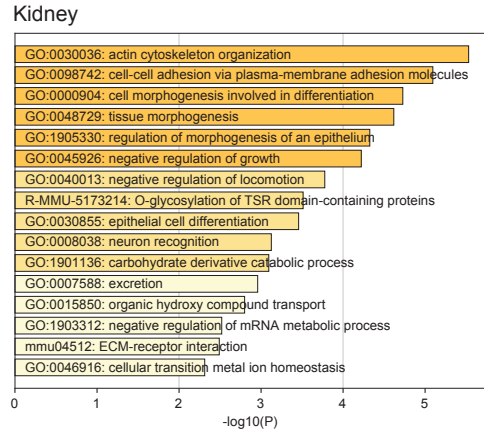 Kidney
GO:0030036: actin cytoskeleton organization
GO:0098742: cell-cell adhesion via plasma-membrane adhesion molecules
GO:0000904: cell morphogenesis involved in differentiation
GO:0048729: tissue morphogenesis
GO:1905330: regulation of morphogenesis of an epithelium
GO:0045926: negative regulation of growth
GO:0040013: negative regulation of locomotion
R-MMU-5173214: O-glycosylation of TSR domain-containing proteins
GO:0030855: epithelial cell differentiation
GO:0008038: neuron recognition
GO:1901136: carbohydrate derivative catabolic process
GO:0007588: excretion
GO:0015850: organic hydroxy compound transport
GO:1903312: negative regulation of mRNA metabolic process
mmu04512: ECM-receptor interaction
GO:0046916: cellular transition metal ion homeostasis
0 1 2 3 4 5
-log10(P)